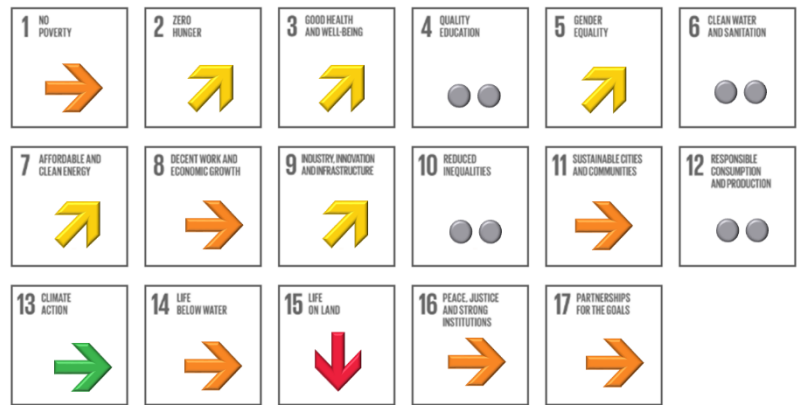 1 NO
POVERTY
2 ZERO
HUNGER
3 GOOD HEALTH
AND WELL-BEING
4 QUALITY
EDUCATION
5 GENDER
EQUALITY
6 CLEAN WATER
AND SANITATION
7 AFFORDABLE AND
CLEAN ENERGY
8 DECENT WORK AND
ECONOMIC GROWTH
9 INDUSTRY, INNOVATION
AND INFRASTRUCTURE
10 REDUCED
INEQUALITIES
11 SUSTAINABLE CITIES
AND COMMUNITIES
12 RESPONSIBLE
CONSUMPTION
AND PRODUCTION
13 CLIMATE
ACTION
14 LIFE
BELOW WATER
15 LIFE
ON LAND
16 PEACE, JUSTICE
AND STRONG
INSTITUTIONS
17 PARTNERSHIPS
FOR THE GOALS